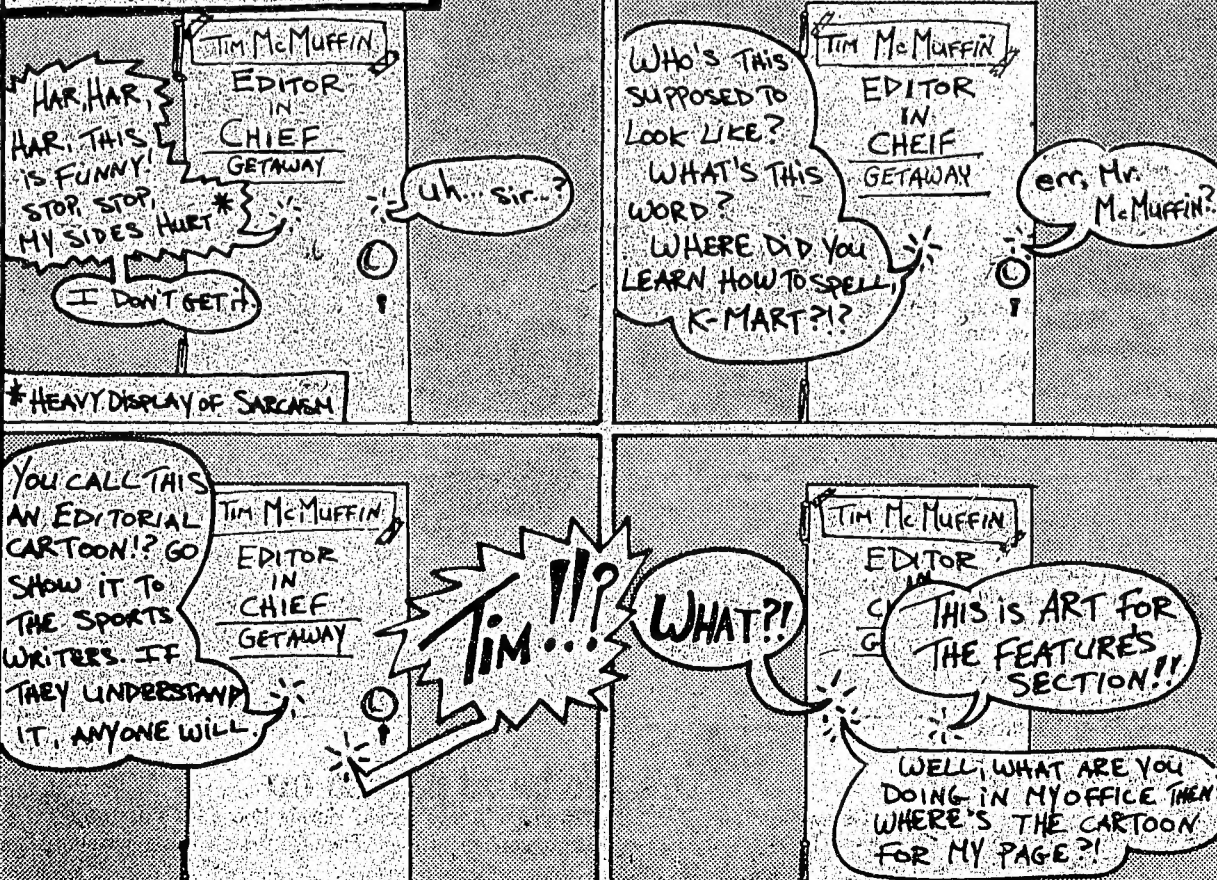 TIM McMUFFIN
EDITOR
IN
CHIEF
GETAWAY
HAR, HAR,
HAR, THIS
is FUNNY!
STOP, STOP,
MY SIDES HURT*
I DON'T GET it.
uh... sir..?
* HEAVY DISPLAY OF SARCASM
TIM McMUFFIN
EDITOR
IN
CHEIF
GETAWAY
WHO'S THIS
SUPPOSED TO
LOOK LIKE?
WHAT'S THIS
WORD?
WHERE DID YOU
LEARN HOW TO SPELL,
K-MART?!?
err, Mr.
McMUFFIN?
TIM McMUFFIN
EDITOR
IN
CHIEF
GETAWAY
YOU CALL THIS
AN EDITORIAL
CARTOON!? GO
SHOW IT TO
THE SPORTS
WRITERS. IF
THEY UNDERSTAND
IT, ANYONE WILL.
TIM!!?...
TIM McMUFFIN
EDITOR
WHAT?!
THIS is ART FOR
THE FEATURE'S
SECTION!!
WELL, WHAT ARE YOU
DOING IN MY OFFICE THEN
WHERE'S THE CARTOON
FOR MY PAGE?!